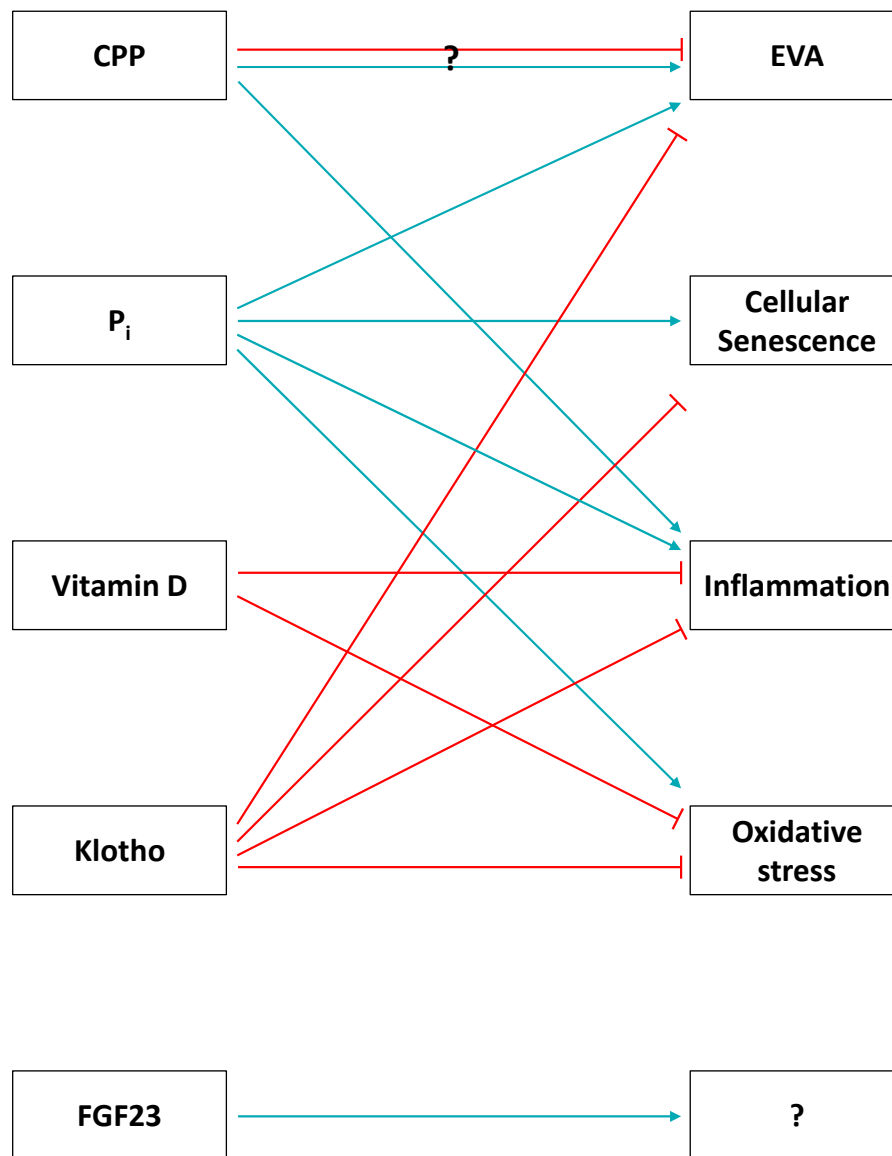 CPP
?
EVA
Pi
Cellular
Senescence
Vitamin D
Inflammation
Klotho
Oxidative
stress
FGF23
?